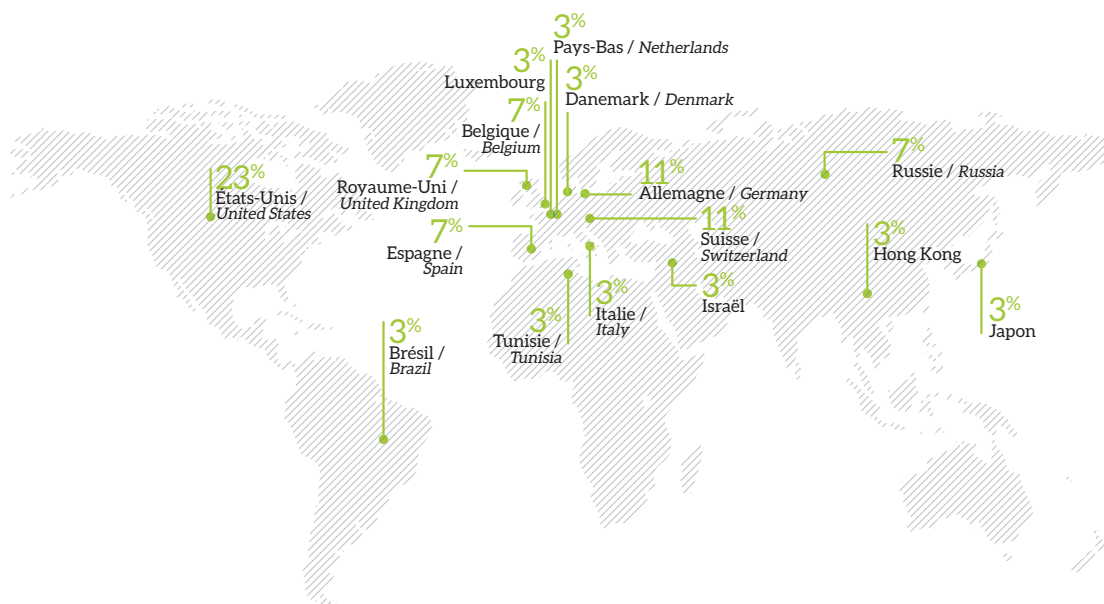 3%
Pays-Bas / Netherlands
3%
Luxembourg
3%
Danemark / Denmark
7%
Belgique /
Belgium
7%
Royaume-Uni /
United Kingdom
23%
États-Unis /
United States
11%
Allemagne / Germany
7%
Russie / Russia
7%
Espagne /
Spain
11%
Suisse /
Switzerland
3%
Hong Kong
3%
Italie /
Italy
3%
Israël
3%
Tunisie /
Tunisia
3%
Japon
3%
Brésil /
Brazil